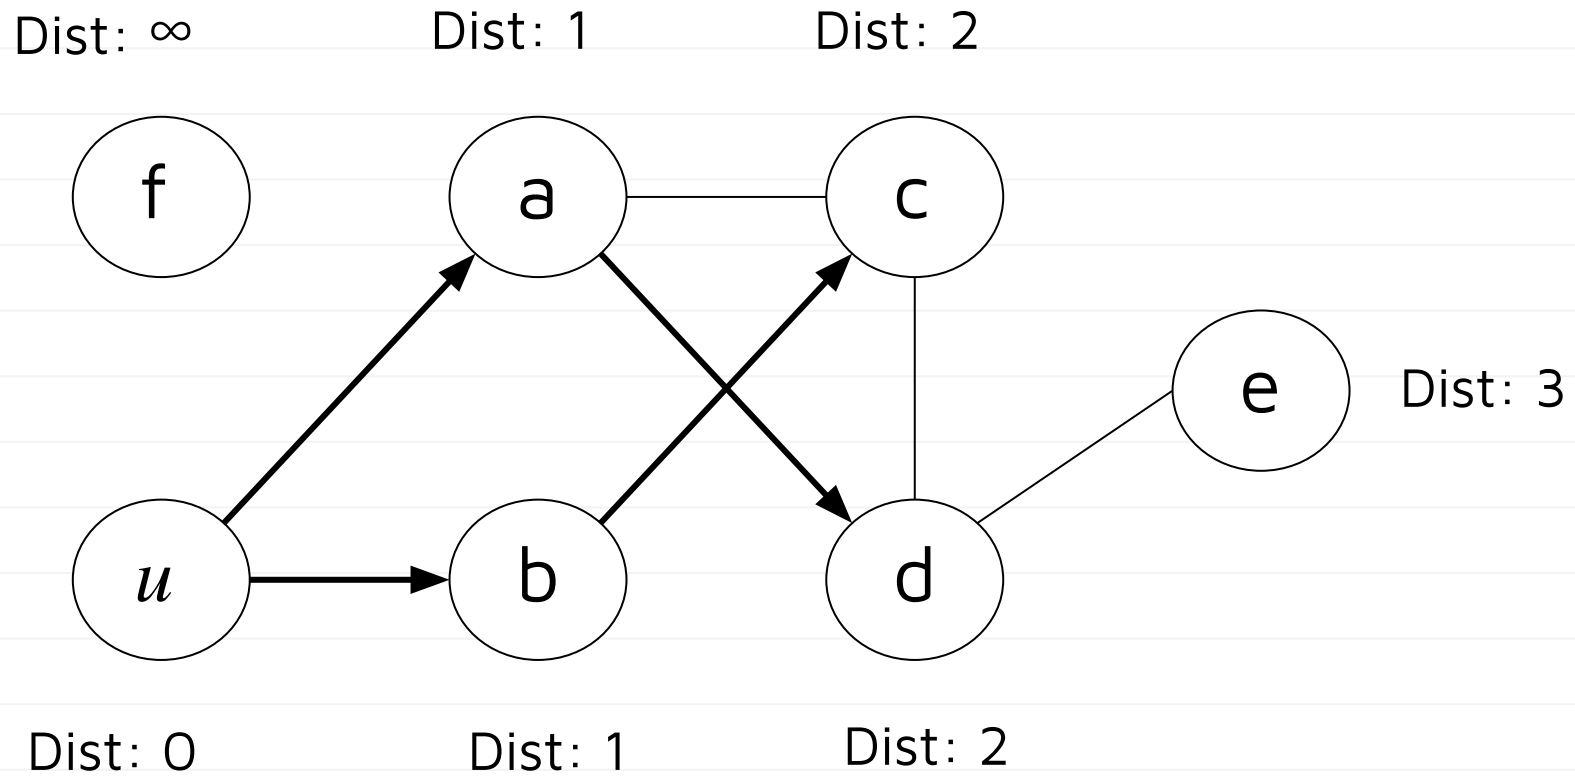 Dist: ∞
Dist: 1
Dist: 2
f
a
c
e
Dist: 3
u
b
d
Dist: 0
Dist: 1
Dist: 2